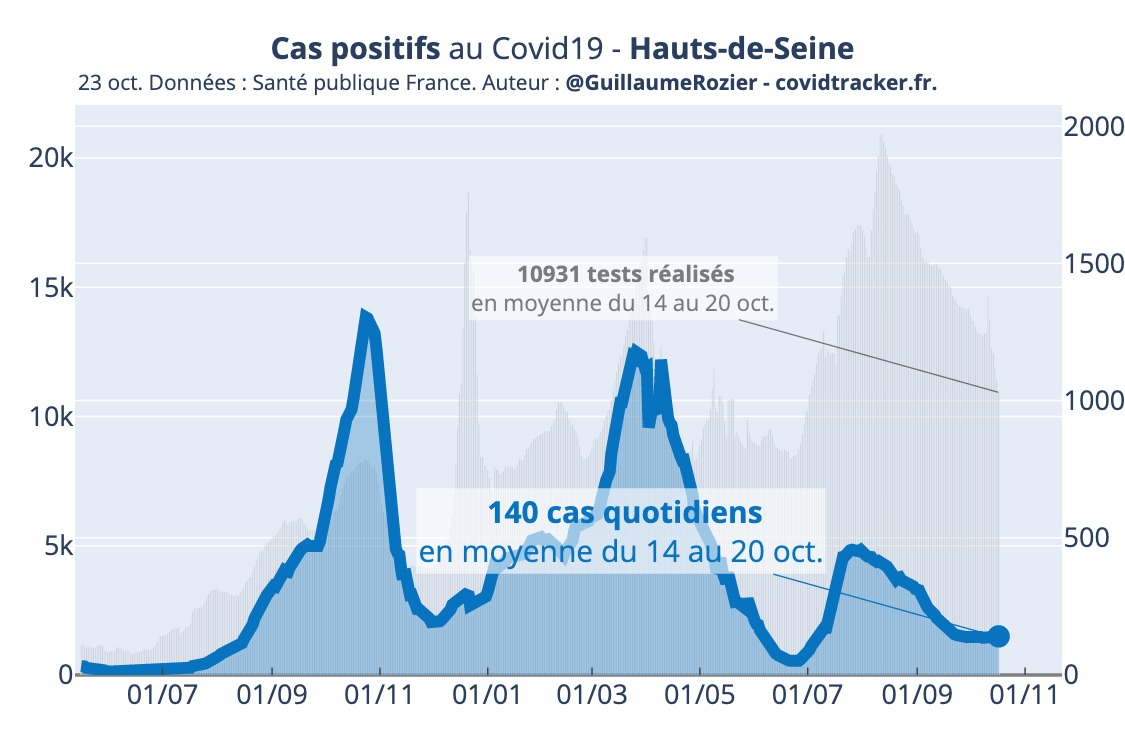 Cas positifs au Covid19 - Hauts-de-Seine
23 oct. Données : Santé publique France. Auteur : @GuillaumeRozier - covidtracker.fr.
2000
20k
1500
15k
10931 tests réalisés
en moyenne du 14 au 20 oct.
1000
10k
140 cas quotidiens
en moyenne du 14 au 20 oct.
500
5k
0
0
01/07 01/09 01/11 01/01 01/03 01/05 01/07 01/09 01/11